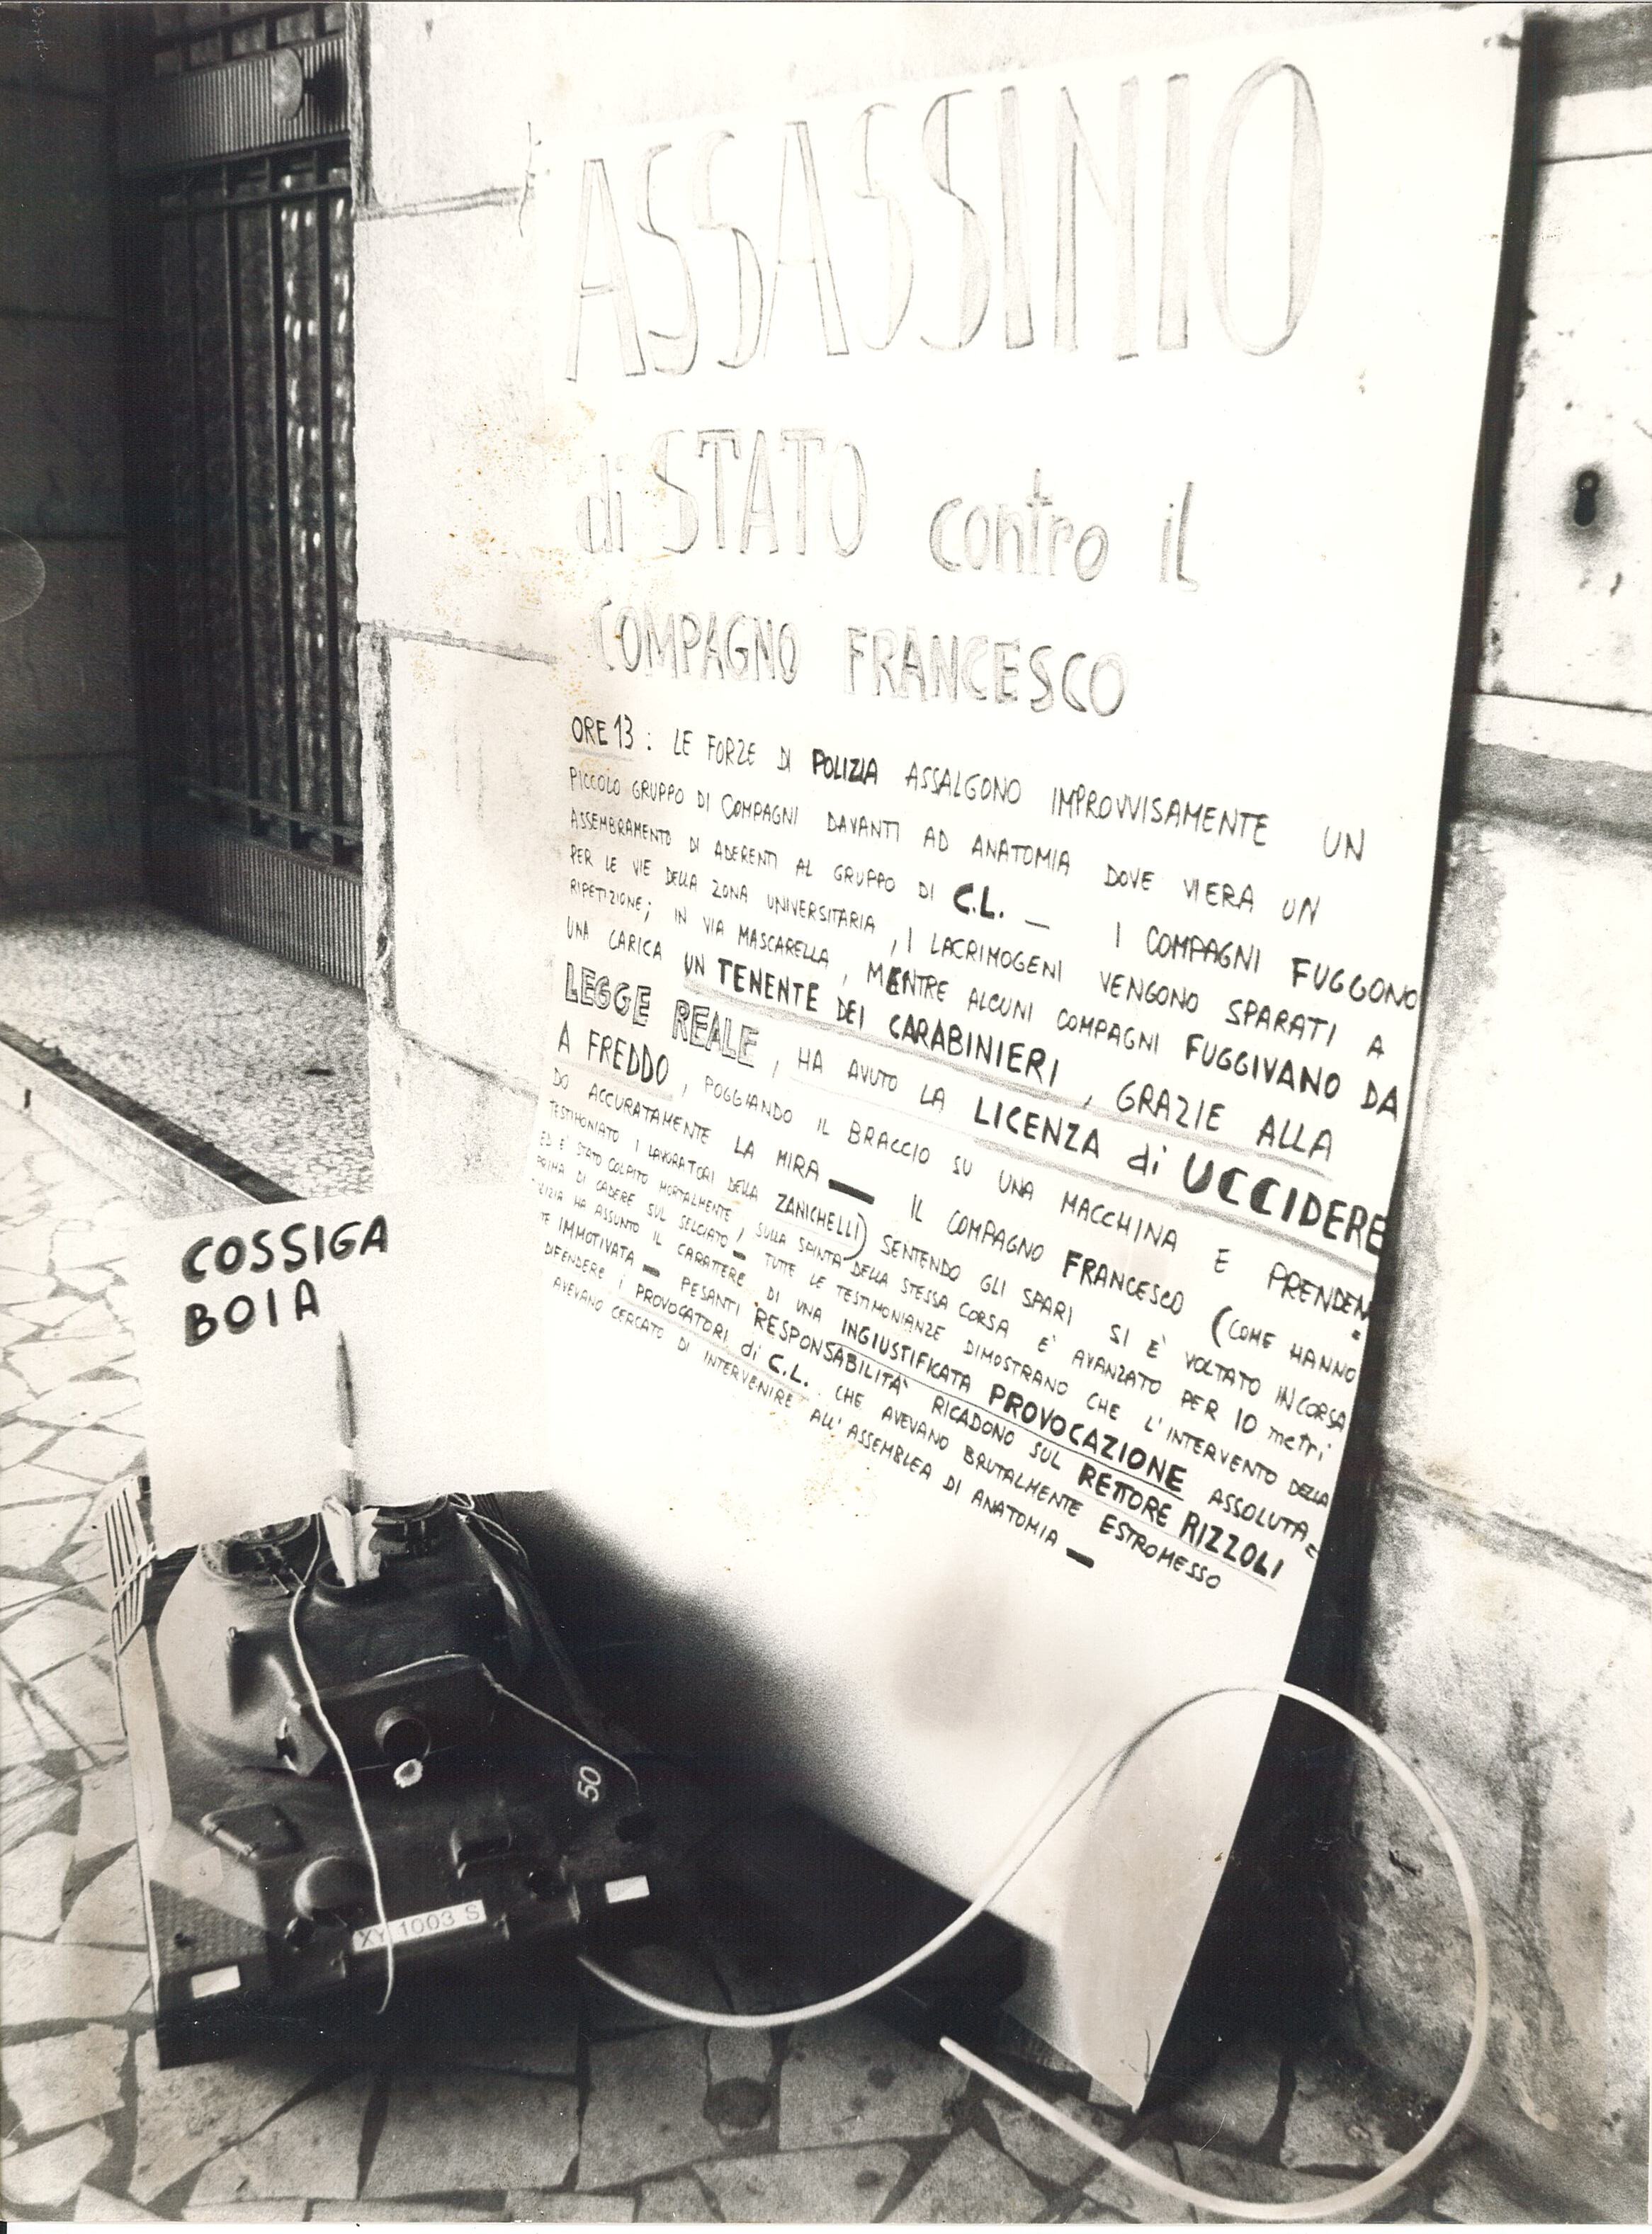 ASSASSINIO
di STATO contro il
COMPAGNO FRANCESCO
ORE 13: LE FORZE DI POLIZIA ASSALGONO IMPROVVISAMENTE UN
PICCOLO GRUPPO DI COMPAGNI DAVANTI AD ANATOMIA DOVE VIERA UN
ASSEMBRAMENTO DI ADERENTI AL GRUPPO DI C.L. _ I COMPAGNI FUGGONO
PER LE VIE DELLA ZONA UNIVERSITARIA, I LACRIMOGENI VENGONO SPARATI A
RIPETIZIONE; IN VIA MASCARELLA, MENTRE ALCUNI COMPAGNI FUGGIVANO DA
UNA CARICA UN TENENTE DEI CARABINIERI, GRAZIE ALLA
LEGGE REALE, HA AVUTO LA LICENZA di UCCIDERE
A FREDDO, POGGIANDO IL BRACCIO SU UNA MACCHINA E PRENDEN=
DO ACCURATAMENTE LA MIRA _ IL COMPAGNO FRANCESCO (COME HANNO
TESTIMONIATO I LAVORATORI DELLA ZANICHELLI) SENTENDO GLI SPARI SI È VOLTATO IN CORSA
ED È STATO COLPITO MORTALMENTE, SULLA SPINTA DELLA STESSA CORSA È AVANZATO PER 10 metri
PRIMA DI CADERE SUL SELCIATO _ TUTTE LE TESTIMONIANZE DIMOSTRANO CHE L'INTERVENTO DELLA
POLIZIA HA ASSUNTO IL CARATTERE DI UNA INGIUSTIFICATA PROVOCAZIONE ASSOLUTA=
TE IMMOTIVATA _ PESANTI RESPONSABILITA' RICADONO SUL RETTORE RIZZOLI
DIFENDERE i PROVOCATORI di C.L. CHE AVEVANO BRUTALMENTE ESTROMESSO
AVEVANO CERCATO DI INTERVENIRE ALL'ASSEMBLEA DI ANATOMIA _
COSSIGA
BOIA
50
XY 1003 S